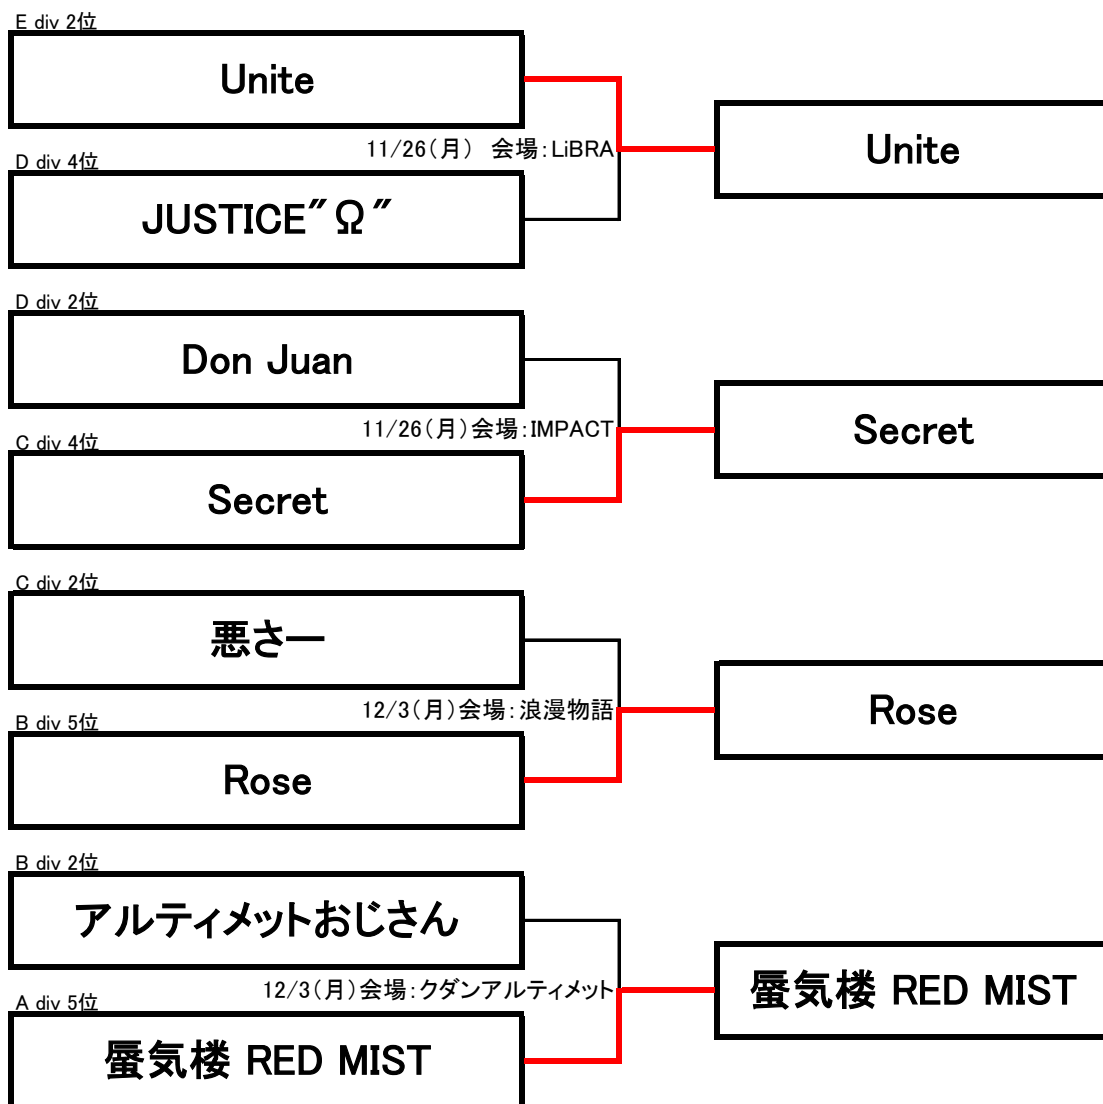 E div 2位
Unite
11/26(月) 会場:LiBRA
Unite
D div 4位
JUSTICE"Ω"
D div 2位
Don Juan
11/26(月)会場:IMPACT
Secret
C div 4位
Secret
C div 2位
悪さー
12/3(月)会場:浪漫物語
Rose
B div 5位
Rose
B div 2位
アルティメットおじさん
12/3(月)会場:クダンアルティメット
蜃気楼 RED MIST
A div 5位
蜃気楼 RED MIST